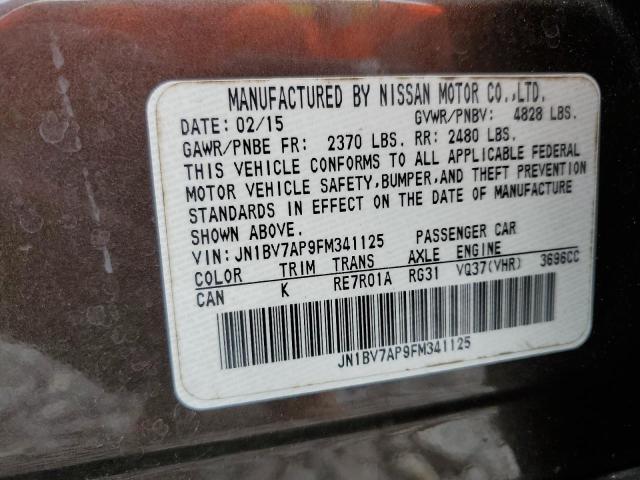 MANUFACTURED BY NISSAN MOTOR CO.,LTD.
DATE: 02/15 GVWR/PNBV: 4828 LBS.
GAWR/PNBE FR: 2370 LBS. RR: 2480 LBS.
THIS VEHICLE CONFORMS TO ALL APPLICABLE FEDERAL
MOTOR VEHICLE SAFETY,BUMPER,AND THEFT PREVENTION
STANDARDS IN EFFECT ON THE DATE OF MANUFACTURE
SHOWN ABOVE.
VIN: JN1BV7AP9FM341125 PASSENGER CAR
COLOR TRIM TRANS AXLE ENGINE
CAN K RE7R01A RG31 VQ37(VHR) 3696CC
JN1BV7AP9FM341125